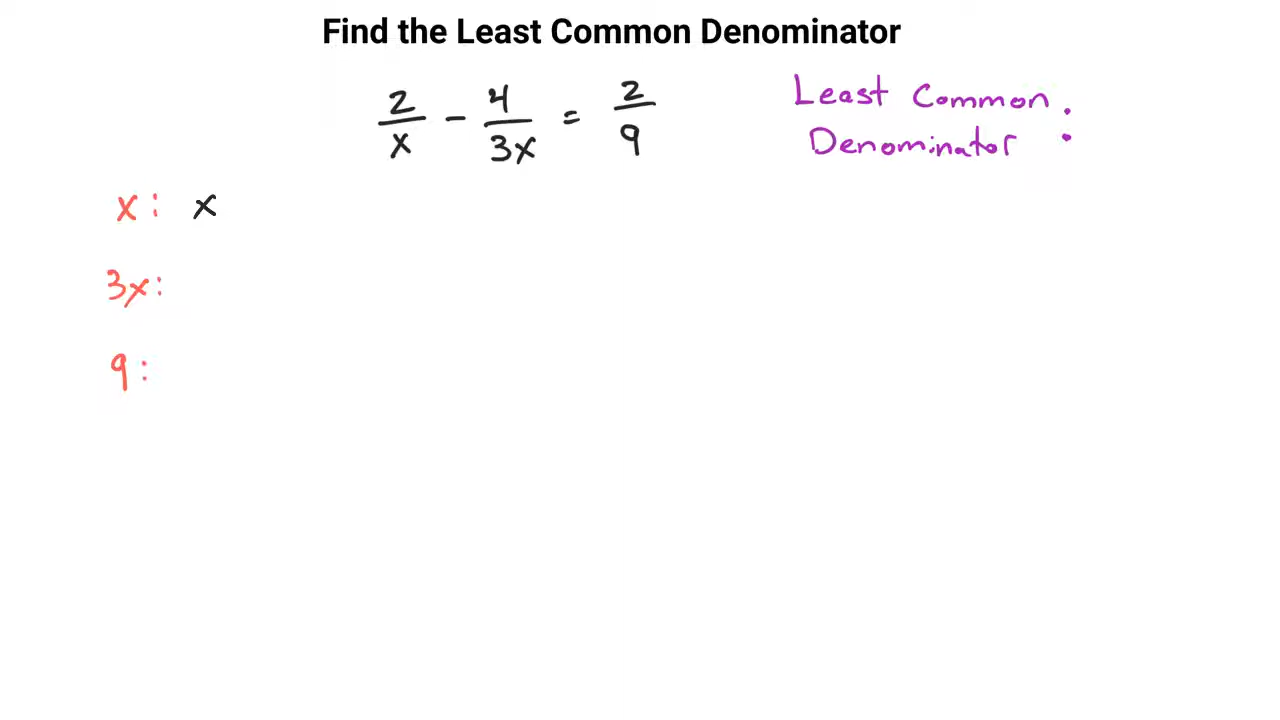 Find the Least Common Denominator
2/x - 4/3x = 2/9
Least Common
Denominator :
x: x
3x:
9: